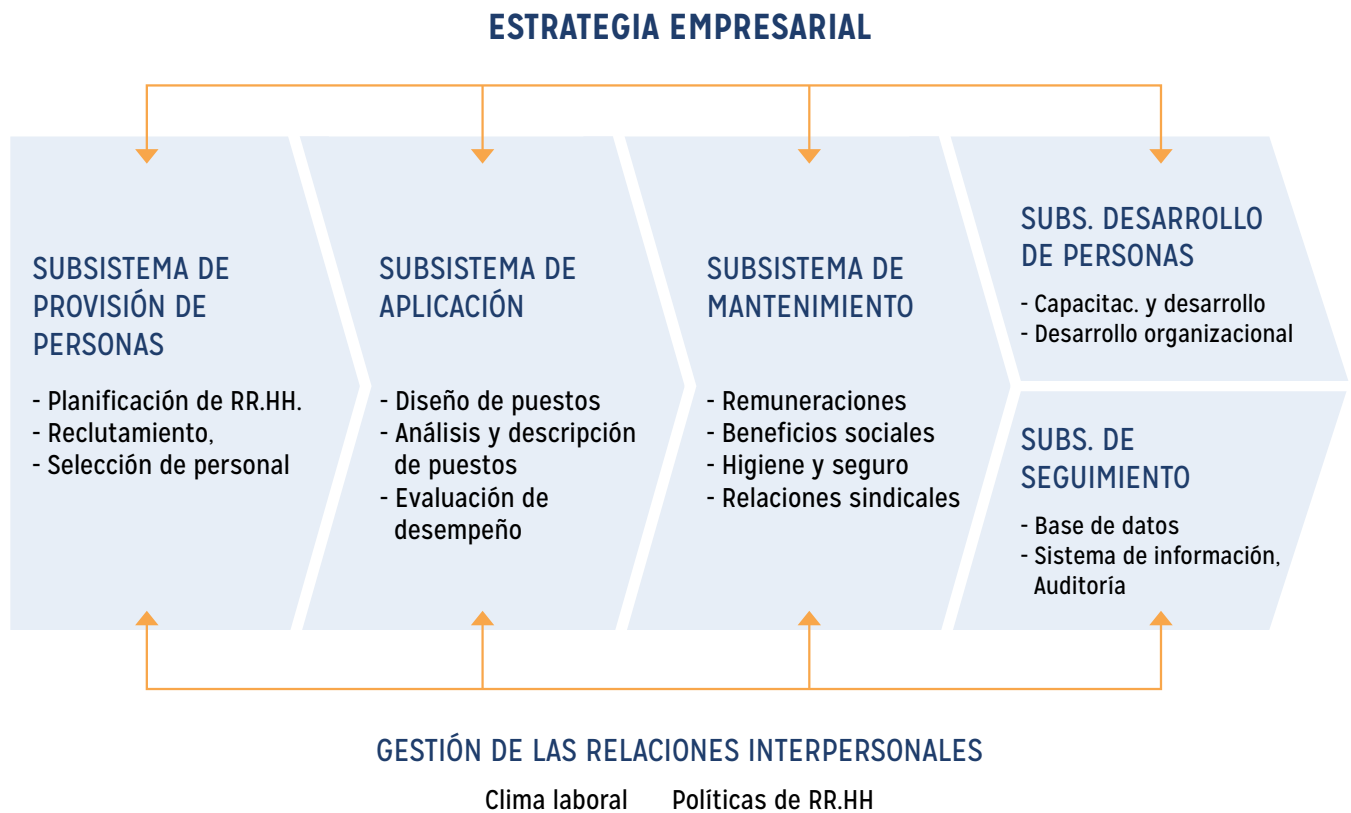 ESTRATEGIA EMPRESARIAL
SUBSISTEMA DE
PROVISIÓN DE
PERSONAS
- Planificación de RR.HH.
- Reclutamiento,
- Selección de personal
SUBSISTEMA DE
APLICACIÓN
- Diseño de puestos
- Análisis y descripción
de puestos
- Evaluación de
desempeño
SUBSISTEMA DE
MANTENIMIENTO
- Remuneraciones
- Beneficios sociales
- Higiene y seguro
- Relaciones sindicales
SUBS. DESARROLLO
DE PERSONAS
- Capacitac. y desarrollo
- Desarrollo organizacional
SUBS. DE
SEGUIMIENTO
- Base de datos
- Sistema de información,
Auditoría
GESTIÓN DE LAS RELACIONES INTERPERSONALES
Clima laboral Políticas de RR.HH